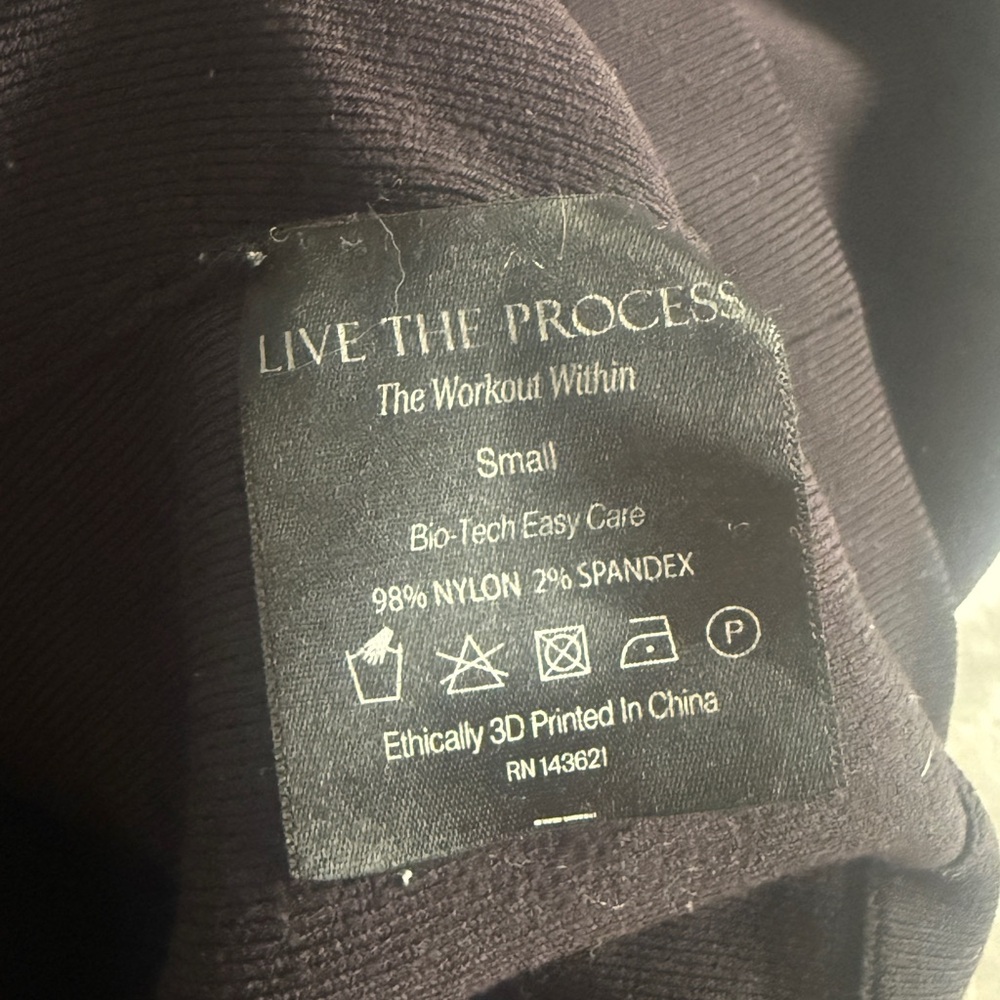 LIVE THE PROCESS
The Workout Within
Small
Bio-Tech Easy Care
98% NYLON 2% SPANDEX
P
Ethically 3D Printed In China
RN 143621